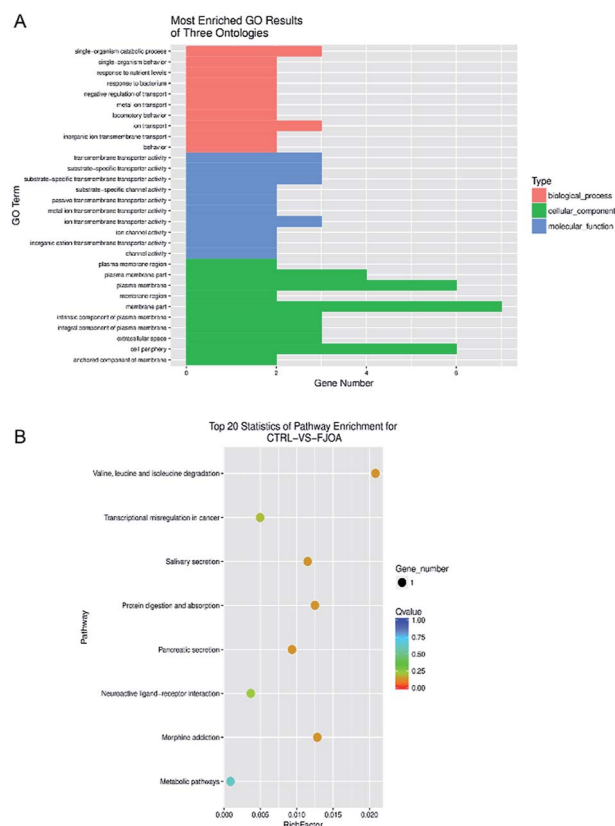 A
Most Enriched GO Results
of Three Ontologies
single-organism catabolic process
single-organism behavior
response to nutrient levels
response to bacterium
negative regulation of transport
metal ion transport
locomotory behavior
ion transport
inorganic ion transmembrane transport
behavior
transmembrane transporter activity
substrate-specific transporter activity
substrate-specific transmembrane transporter activity
substrate-specific channel activity
passive transmembrane transporter activity
metal ion transmembrane transporter activity
ion transmembrane transporter activity
ion channel activity
inorganic cation transmembrane transporter activity
channel activity
plasma membrane region
plasma membrane part
plasma membrane
membrane region
membrane part
intrinsic component of plasma membrane
integral component of plasma membrane
extracellular space
cell periphery
anchored component of membrane
GO Term
0 2 4 6
Gene Number
Type
biological_process
cellular_component
molecular_function
B
Top 20 Statistics of Pathway Enrichment for
CTRL-VS-FJOA
Valine, leucine and isoleucine degradation
Transcriptional misregulation in cancer
Salivary secretion
Protein digestion and absorption
Pancreatic secretion
Neuroactive ligand-receptor interaction
Morphine addiction
Metabolic pathways
Pathway
0.000 0.005 0.010 0.015 0.020
RichFactor
Gene_number
1
Qvalue
1.00
0.75
0.50
0.25
0.00